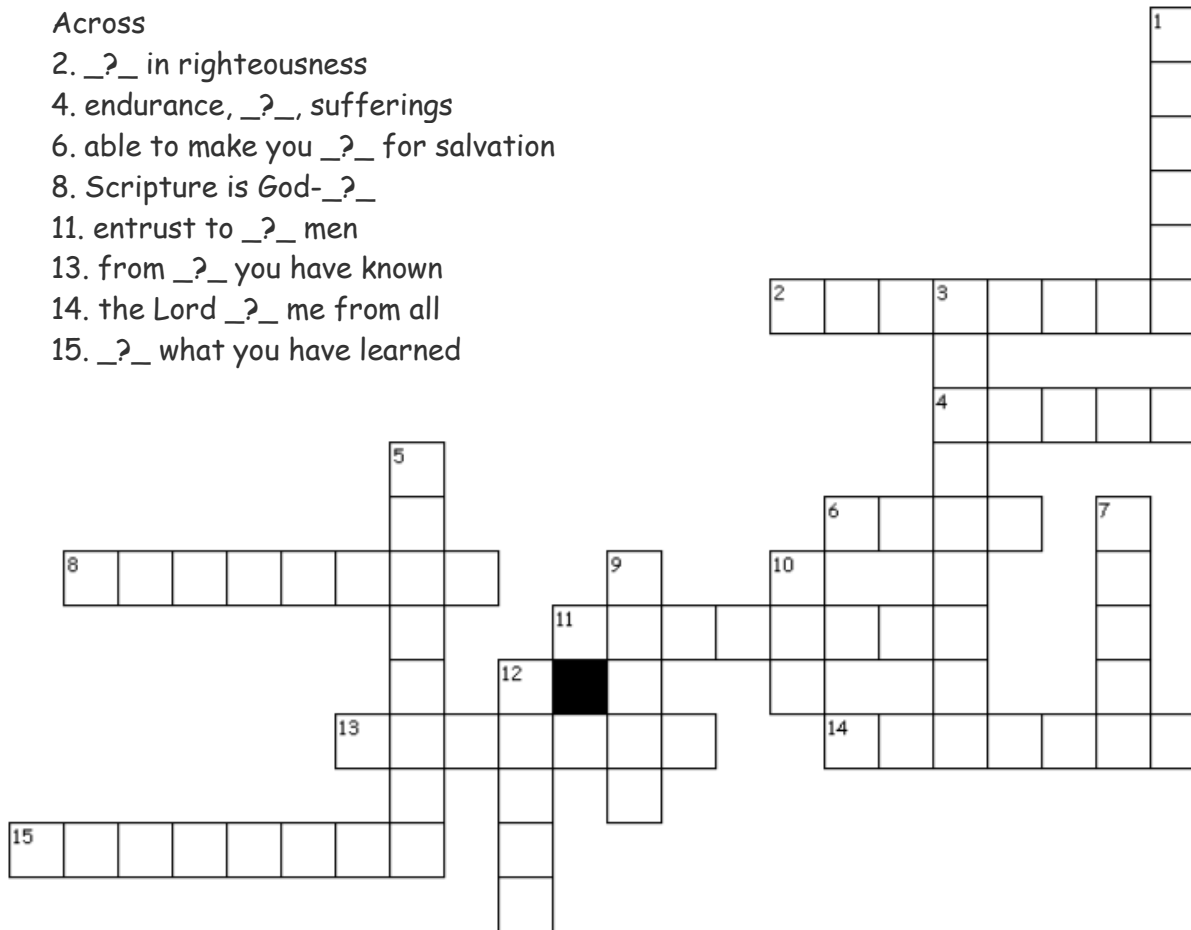 Across
2. _?_ in righteousness
4. endurance, _?_, sufferings
6. able to make you _?_ for salvation
8. Scripture is God-_?_
11. entrust to _?_ men
13. from _?_ you have known
14. the Lord _?_ me from all
15. _?_ what you have learned
1
2 3
4
5
6 7
8 9 10
11
12
13 14
15